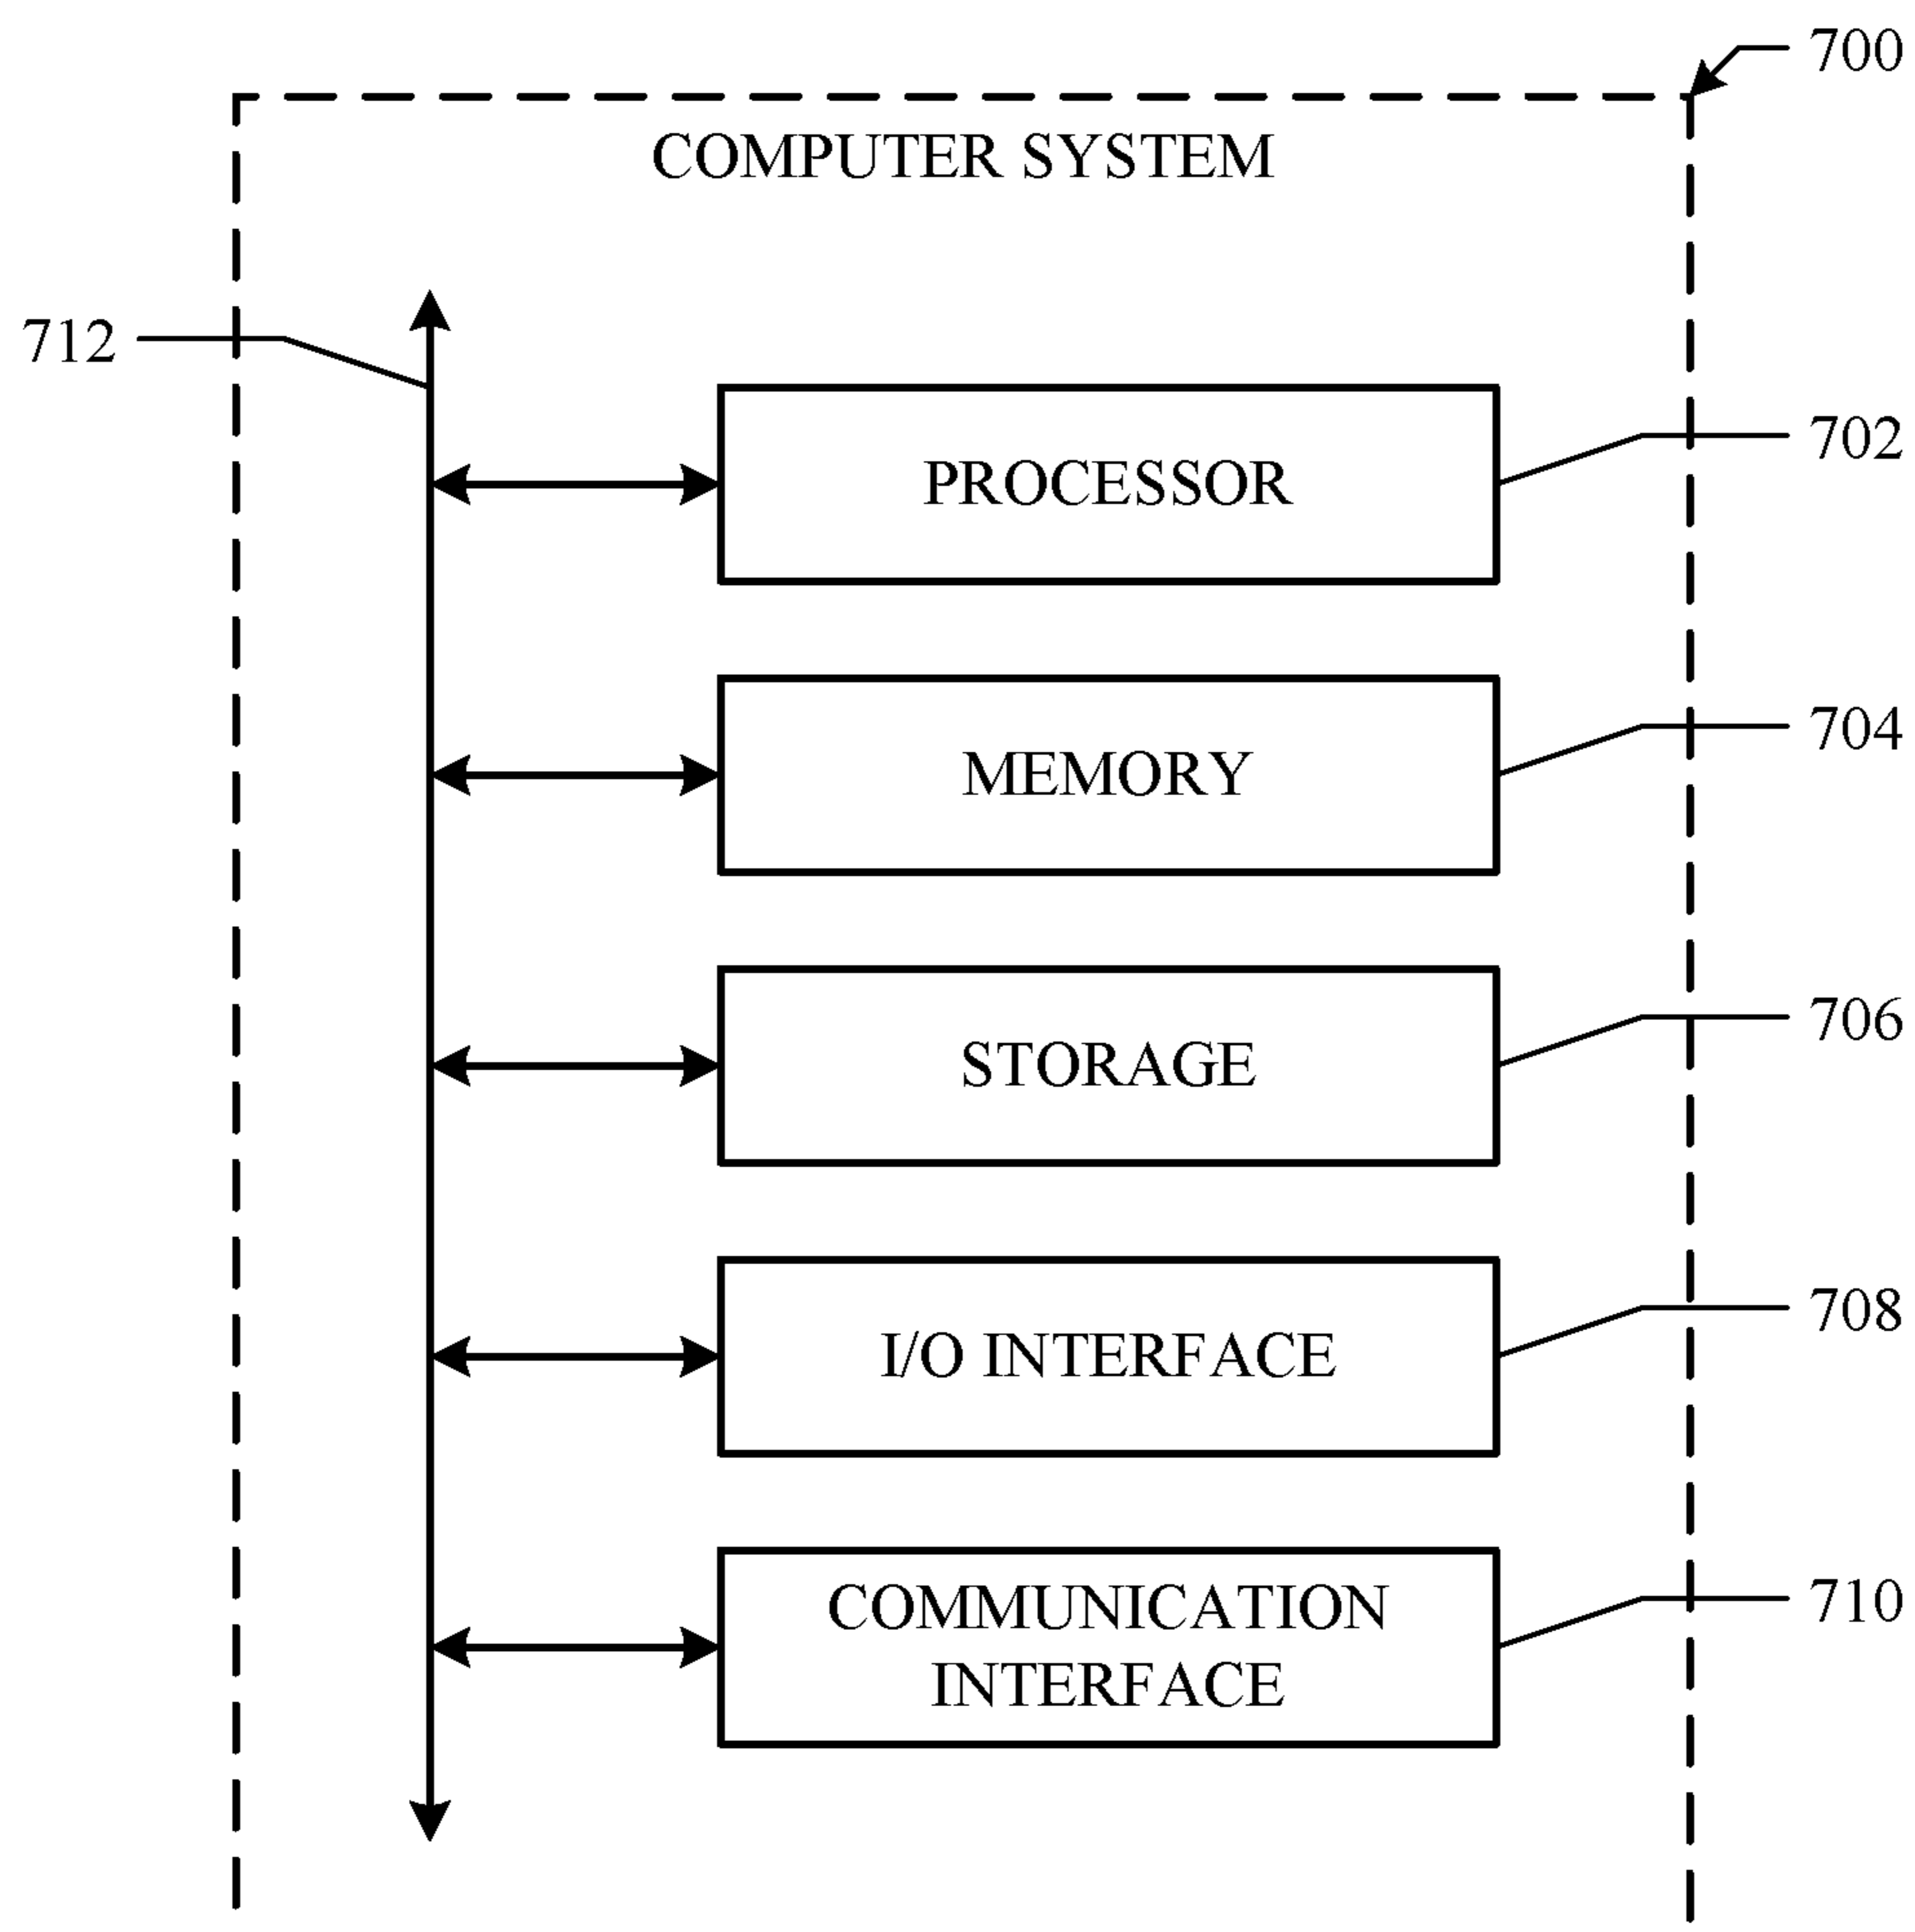 700
COMPUTER SYSTEM
712
702
PROCESSOR
704
MEMORY
706
STORAGE
708
I/O INTERFACE
710
COMMUNICATION
INTERFACE